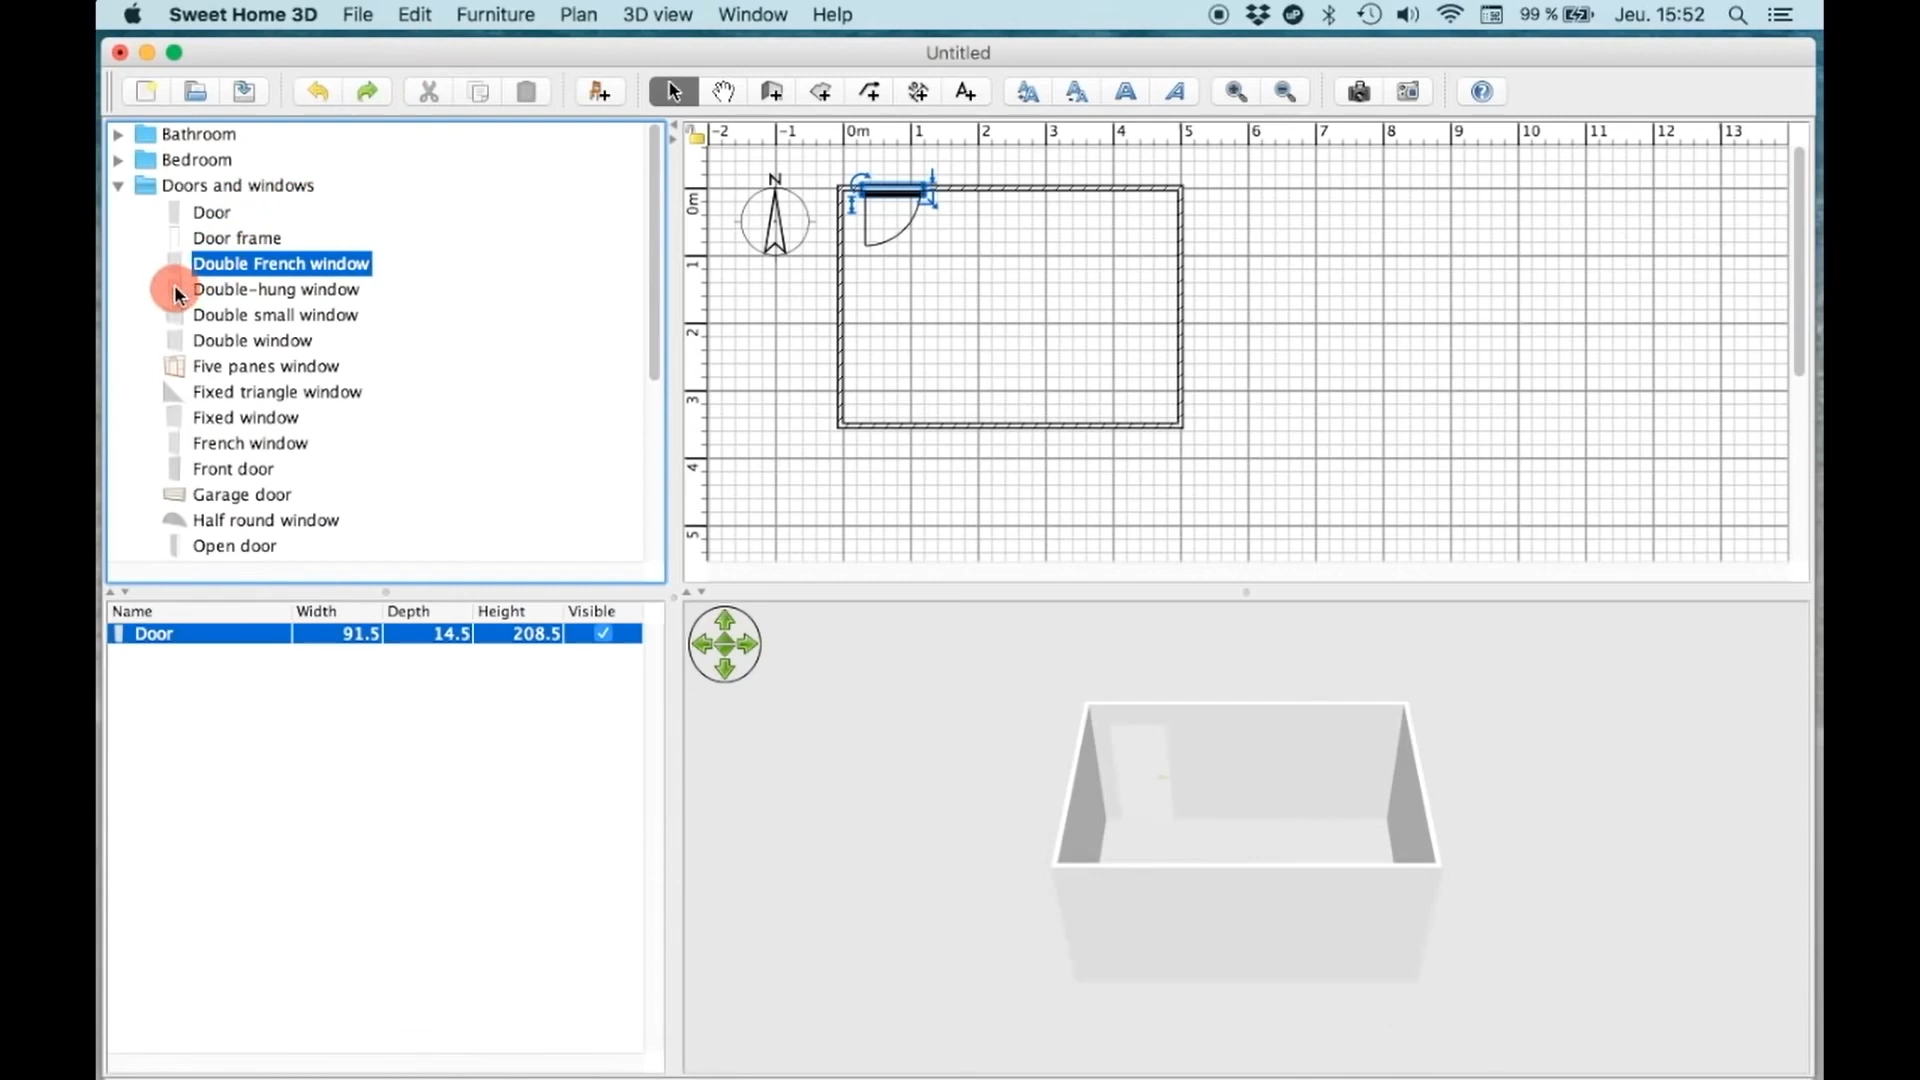 Sweet Home 3D File Edit Furniture Plan 3D view Window Help 99 % Jeu. 15:52
Untitled
Bathroom
Bedroom
Doors and windows
Door
Door frame
Double French window
Double-hung window
Double small window
Double window
Five panes window
Fixed triangle window
Fixed window
French window
Front door
Garage door
Half round window
Open door
-2 -1 0m 1 2 3 4 5 6 7 8 9 10 11 12 13
N
0m
1
2
3
4
5
Name Width Depth Height Visible
Door 91.5 14.5 208.5